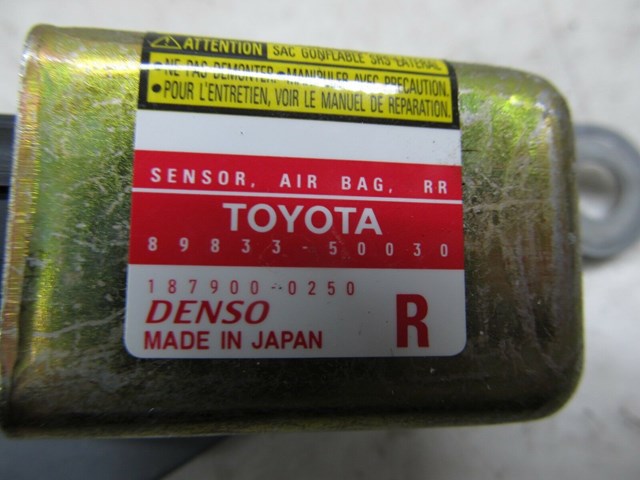 ATTENTION SAC GONFLABLE SRS LATERAL
•NE PAS DEMONTER •MANIPULER AVEC PRECAUTION.
•POUR L'ENTRETIEN, VOIR LE MANUEL DE REPARATION.
SENSOR, AIR BAG, RR
TOYOTA
89833-50030
187900-0250
DENSO
MADE IN JAPAN
R